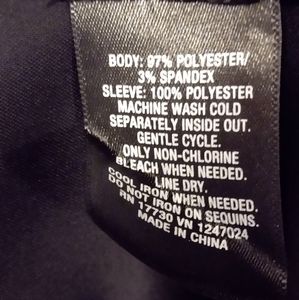 BODY: 97% POLYESTER/
3% SPANDEX
SLEEVE: 100% POLYESTER
MACHINE WASH COLD
SEPARATELY INSIDE OUT.
GENTLE CYCLE.
ONLY NON-CHLORINE
BLEACH WHEN NEEDED.
LINE DRY.
COOL IRON WHEN NEEDED.
DO NOT IRON ON SEQUINS.
RN 17730 VN 1247024
MADE IN CHINA